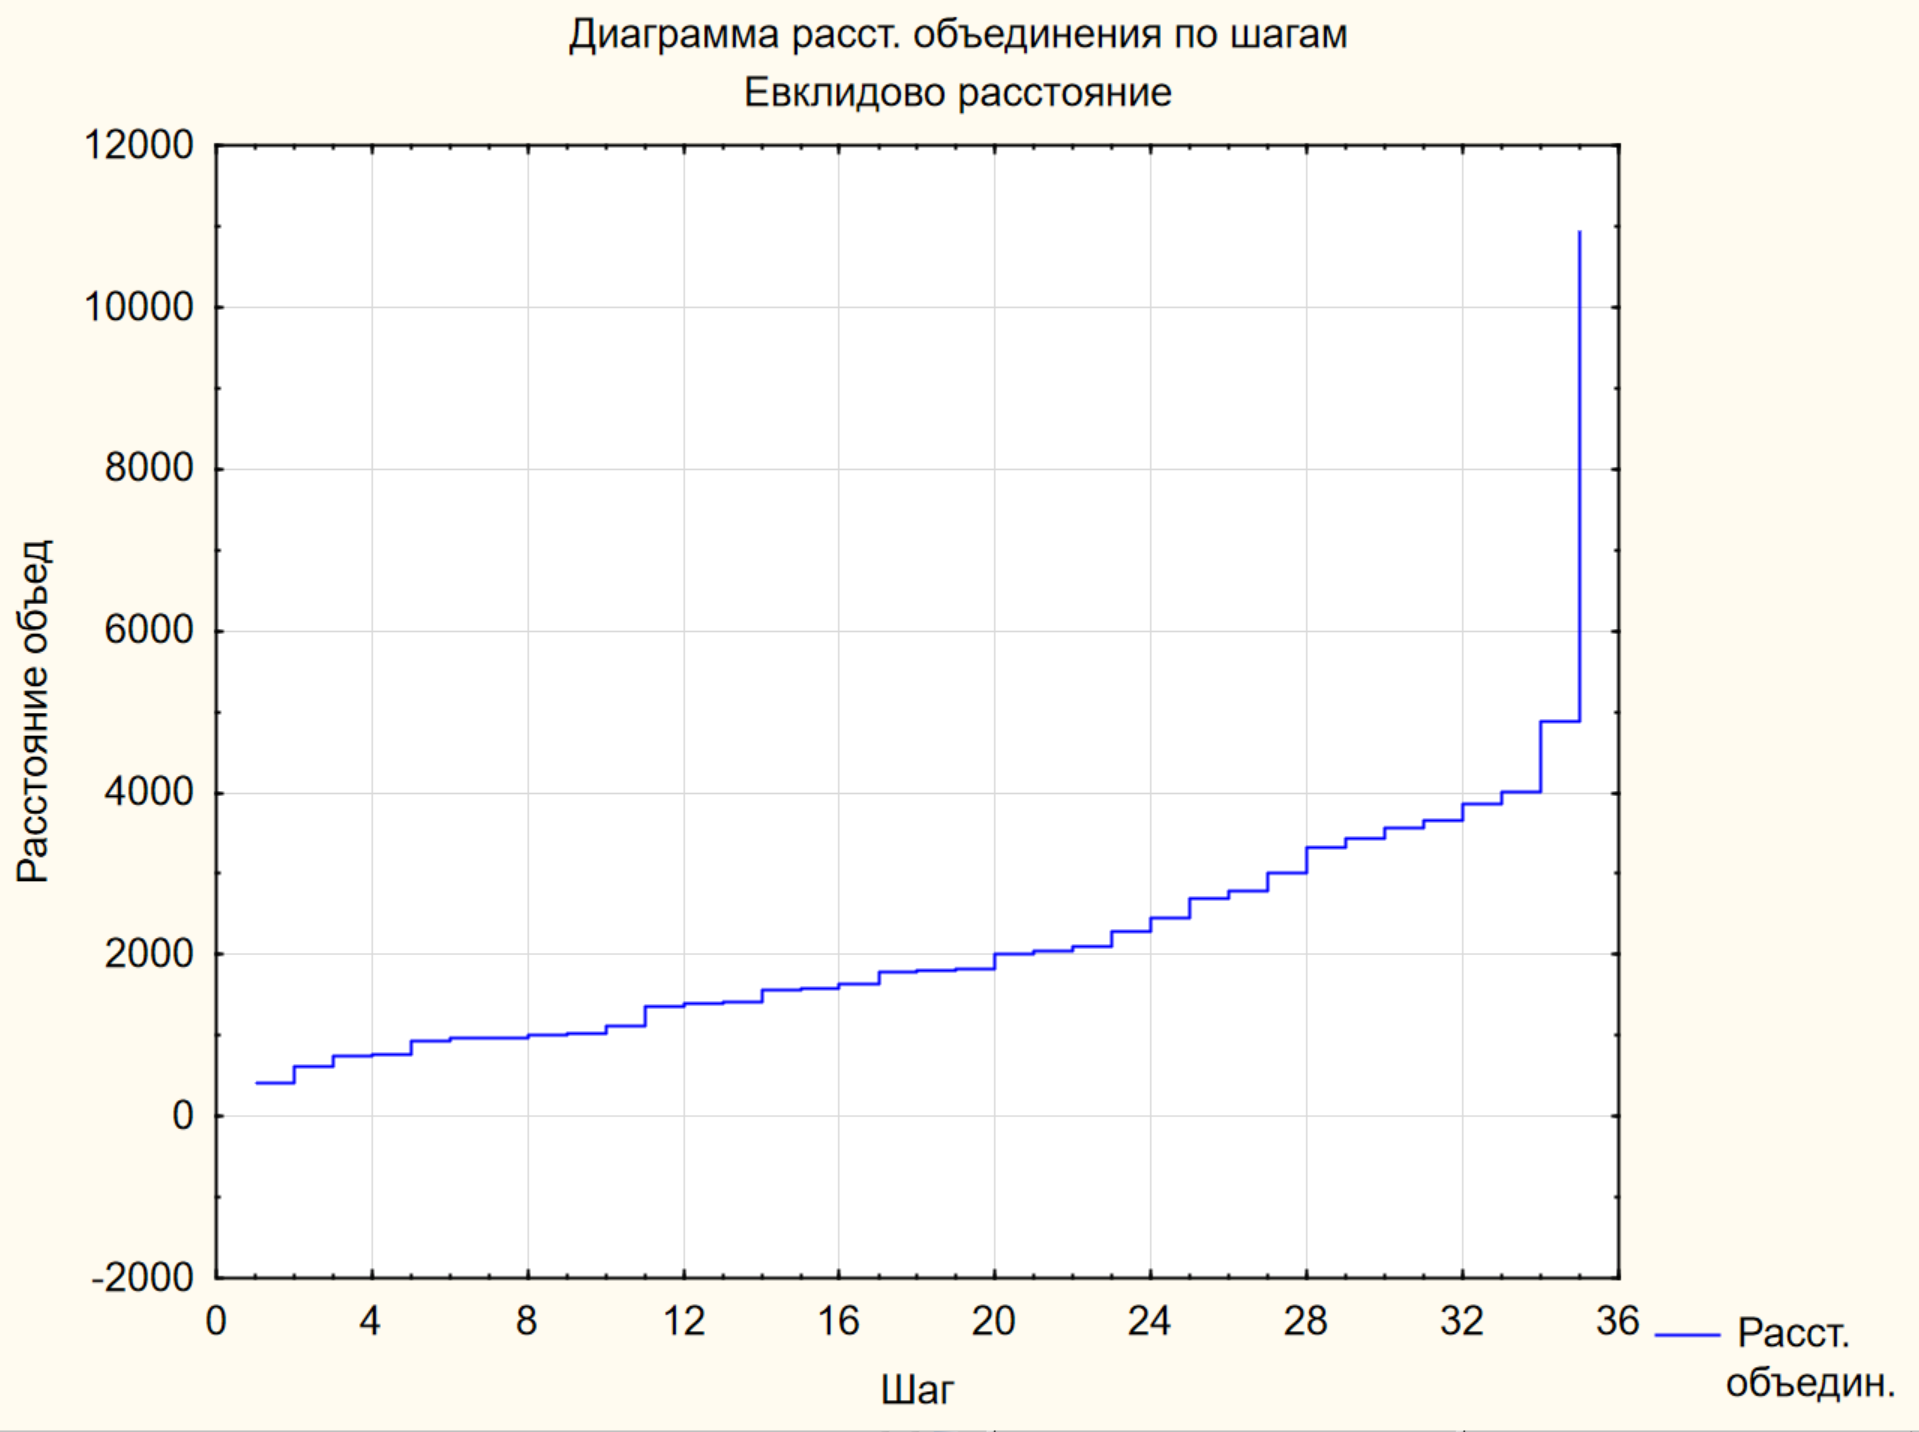 Диаграмма расст. объединения по шагам
Евклидово расстояние
Расстояние объед
12000
10000
8000
6000
4000
2000
0
-2000
0 4 8 12 16 20 24 28 32 36
Шаг
Расст.
объедин.